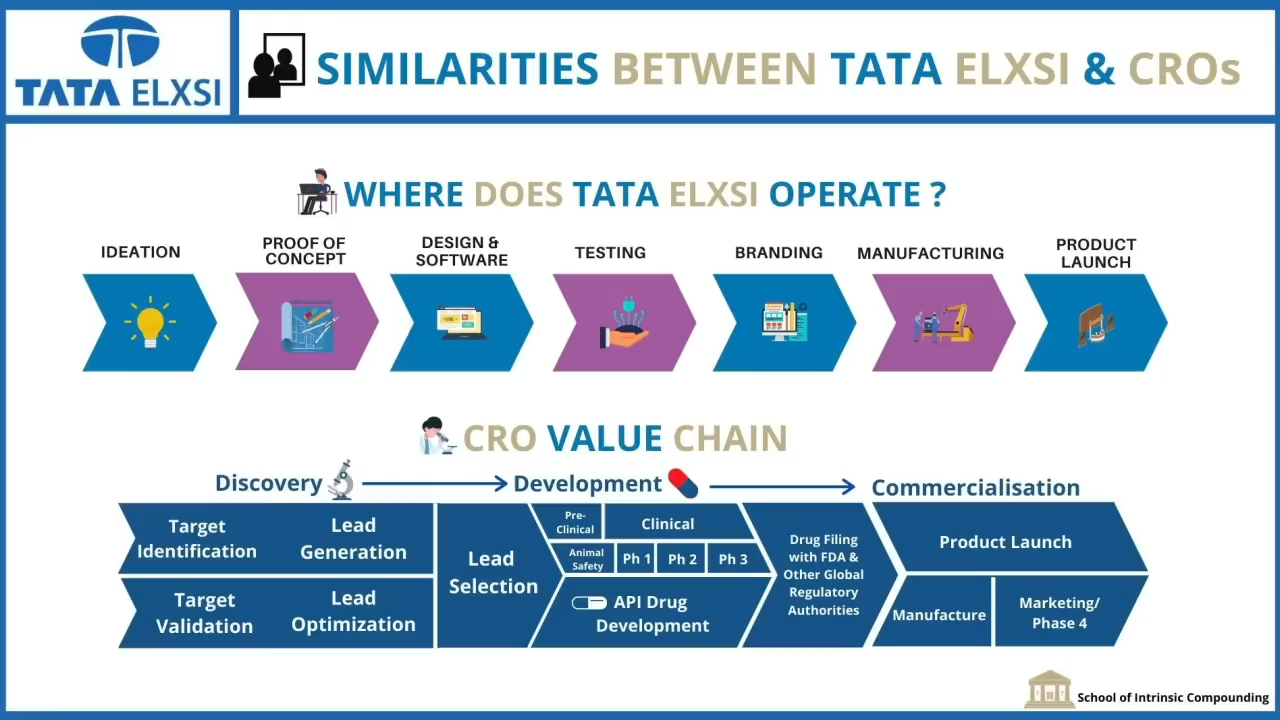 TATA ELXSI
SIMILARITIES BETWEEN TATA ELXSI & CROs
WHERE DOES TATA ELXSI OPERATE ?
IDEATION
PROOF OF
CONCEPT
DESIGN &
SOFTWARE
TESTING
BRANDING
MANUFACTURING
PRODUCT
LAUNCH
CRO VALUE CHAIN
Discovery
Development
Commercialisation
Target
Identification
Lead
Generation
Target
Validation
Lead
Optimization
Lead
Selection
Pre-
Clinical
Clinical
Animal
Safety
Ph 1
Ph 2
Ph 3
API Drug
Development
Drug Filing
with FDA &
Other Global
Regulatory
Authorities
Product Launch
Manufacture
Marketing/
Phase 4
School of Intrinsic Compounding